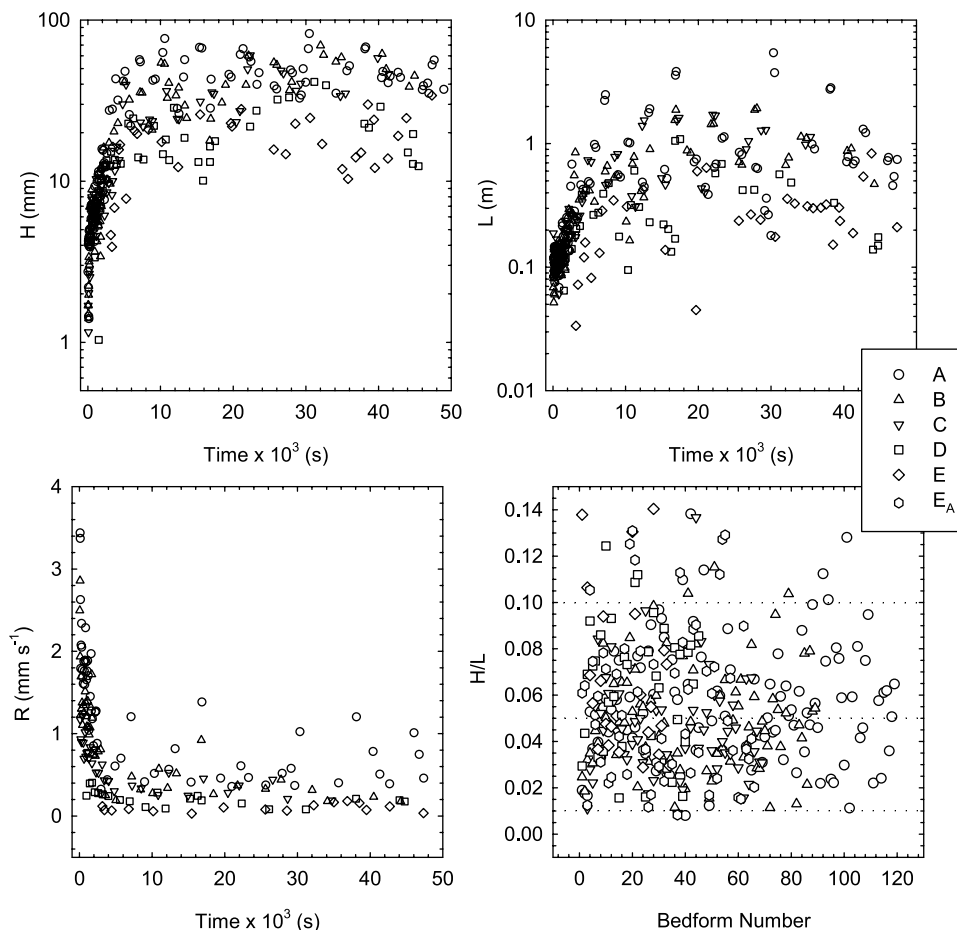 100
10
1
H (mm)
0 10 20 30 40 50
Time x 10³ (s)
10
1
0.1
0.01
L (m)
0 10 20 30 40
Time x 10³ (s)
A
B
C
D
E
E_A
4
3
2
1
0
R (mm s⁻¹)
0 10 20 30 40 50
Time x 10³ (s)
0.14
0.12
0.10
0.08
0.06
0.04
0.02
0.00
H/L
0 20 40 60 80 100 120
Bedform Number